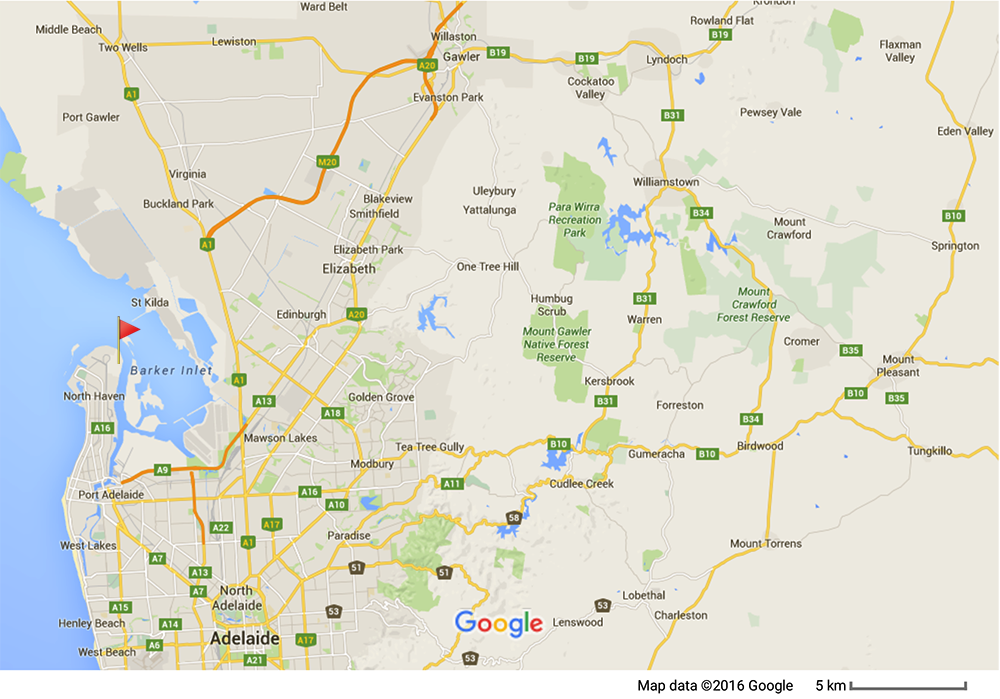 Ward Belt
Krondorf
Rowland Flat
Middle Beach
Willaston
B19
Two Wells
Lewiston
Flaxman
Valley
B19
Gawler
B19
Lyndoch
A20
Cockatoo
Valley
A1
Evanston Park
Port Gawler
B31
Pewsey Vale
Eden Valley
M20
Virginia
Williamstown
Uleybury
Blakeview
Smithfield
Buckland Park
Yattalunga
Para Wirra
Recreation
Park
B34
B10
Mount
Crawford
A1
Springton
Elizabeth Park
Elizabeth
One Tree Hill
St Kilda
Humbug
Scrub
B31
Mount
Crawford
Forest Reserve
Edinburgh
A20
Warren
Mount Gawler
Native Forest
Reserve
Cromer
B35
Mount
Pleasant
Barker Inlet
A1
Kersbrook
North Haven
A13
Golden Grove
B31
Forreston
B10
B35
A18
B34
A16
Mawson Lakes
Tea Tree Gully
B10
Birdwood
Gumeracha
B10
Tungkillo
A9
Modbury
Port Adelaide
A16
A11
Cudlee Creek
A10
58
A22
A17
West Lakes
A1
Paradise
Mount Torrens
A7
A13
51
51
A7
North
Adelaide
Lobethal
A15
53
53
Henley Beach
A14
Google
Lenswood
Charleston
A6
Adelaide
A17
West Beach
A21
53
Map data ©2016 Google
5 km